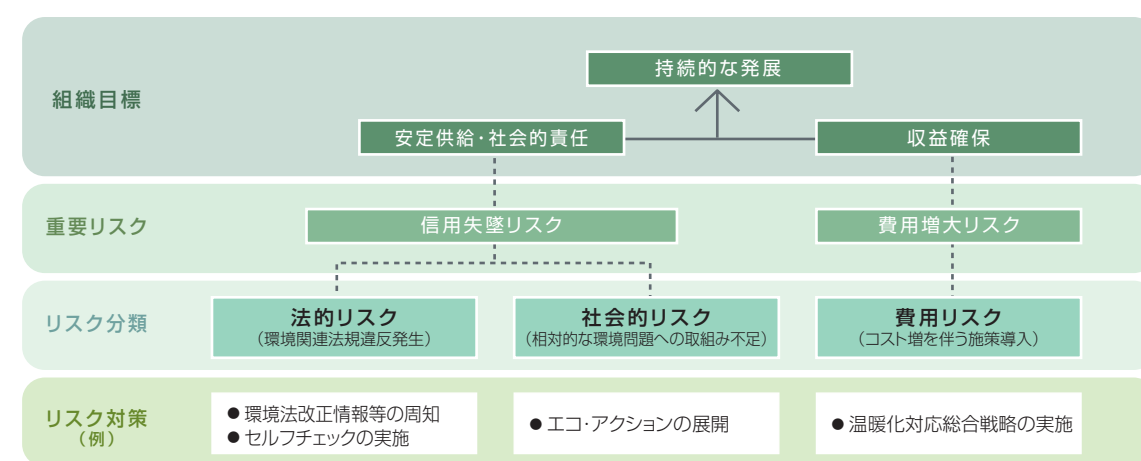 組織目標
持続的な発展
安定供給・社会的責任
収益確保
重要リスク
信用失墜リスク
費用増大リスク
リスク分類
法的リスク
（環境関連法規違反発生）
社会的リスク
（相対的な環境問題への取組み不足）
費用リスク
（コスト増を伴う施策導入）
リスク対策
（例）
●環境法改正情報等の周知
●セルフチェックの実施
●エコ・アクションの展開
●温暖化対応総合戦略の実施